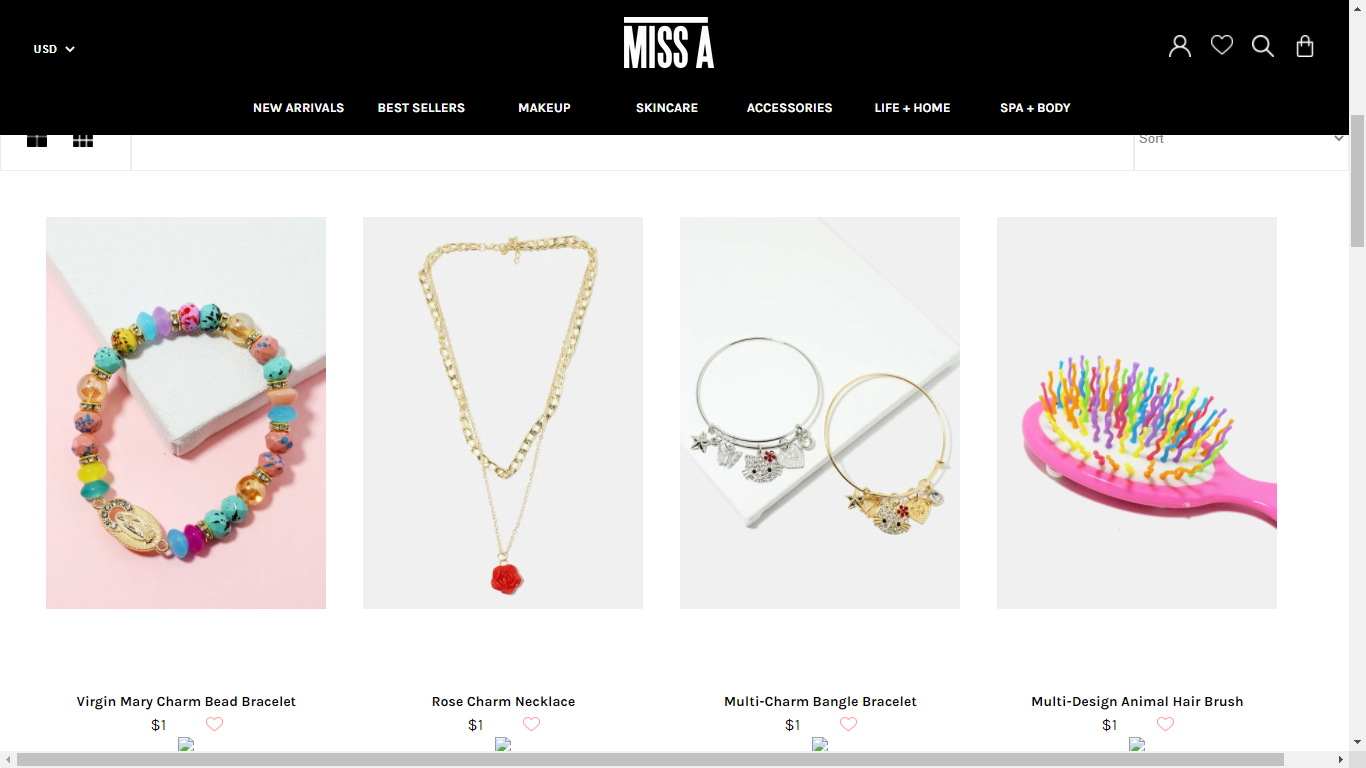 USD
MISS A
NEW ARRIVALS
BEST SELLERS
MAKEUP
SKINCARE
ACCESSORIES
LIFE + HOME
SPA + BODY
Sort
Virgin Mary Charm Bead Bracelet
$1
Rose Charm Necklace
$1
Multi-Charm Bangle Bracelet
$1
Multi-Design Animal Hair Brush
$1